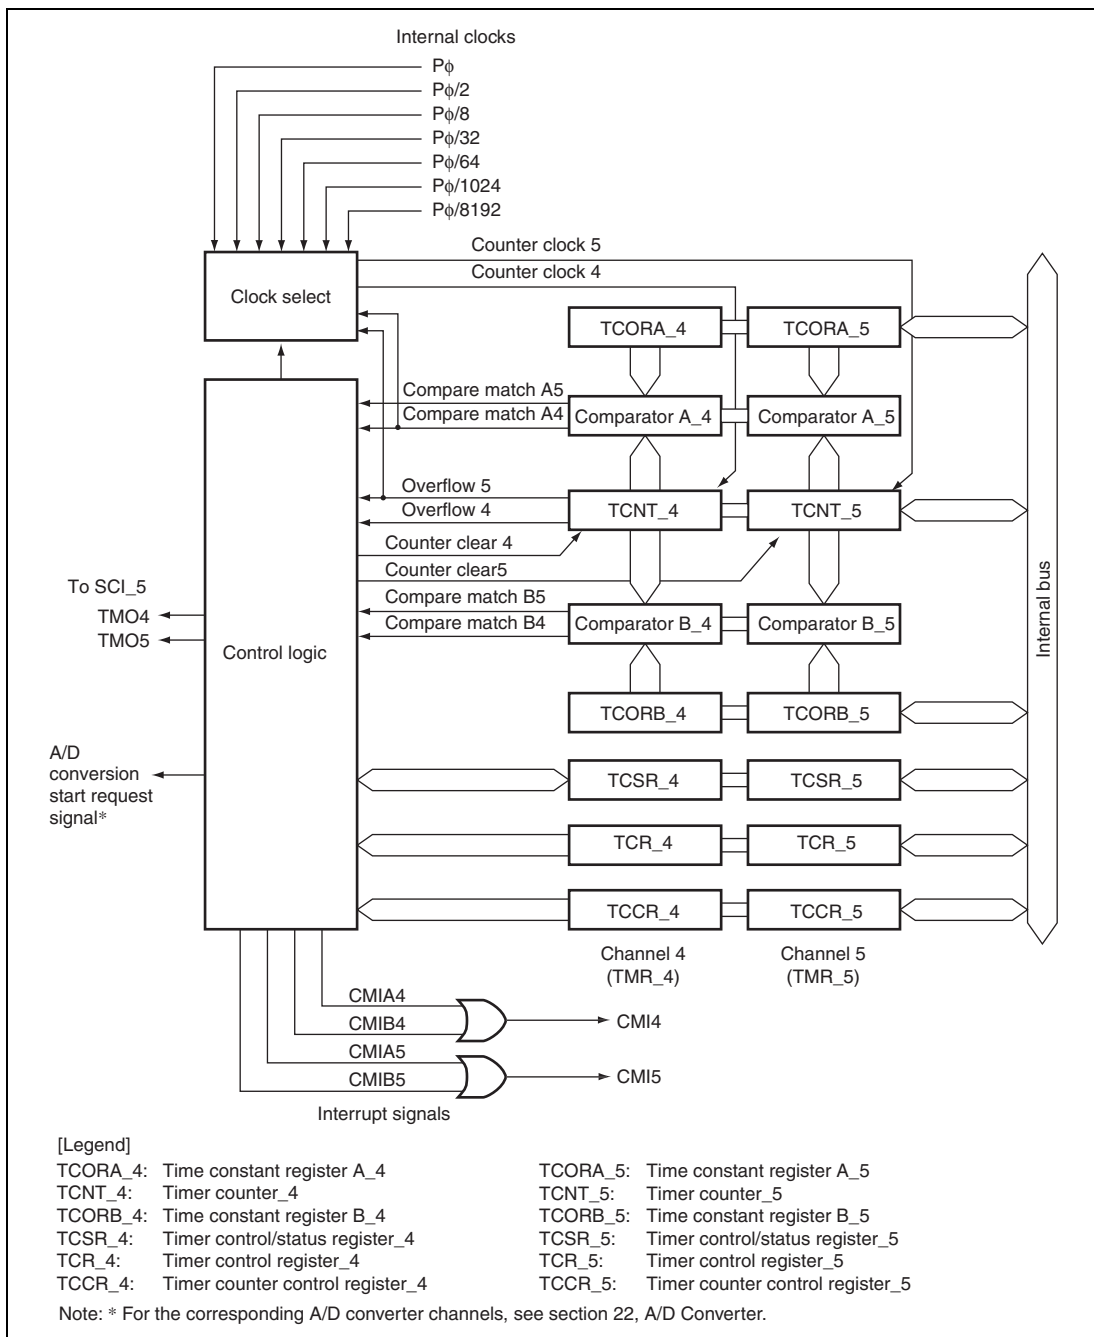 Internal clocks
Pϕ
Pϕ/2
Pϕ/8
Pϕ/32
Pϕ/64
Pϕ/1024
Pϕ/8192
Counter clock 5
Counter clock 4
Clock select
TCORA_4
TCORA_5
Compare match A5
Compare match A4
Comparator A_4
Comparator A_5
Overflow 5
Overflow 4
TCNT_4
TCNT_5
Counter clear 4
Counter clear5
To SCI_5
TMO4
TMO5
Compare match B5
Compare match B4
Comparator B_4
Comparator B_5
Control logic
Internal bus
TCORB_4
TCORB_5
A/D
conversion
start request
signal*
TCSR_4
TCSR_5
TCR_4
TCR_5
TCCR_4
TCCR_5
Channel 4
(TMR_4)
Channel 5
(TMR_5)
CMIA4
CMIB4
CMI4
CMIA5
CMIB5
CMI5
Interrupt signals
[Legend]
TCORA_4: Time constant register A_4
TCNT_4: Timer counter_4
TCORB_4: Time constant register B_4
TCSR_4: Timer control/status register_4
TCR_4: Timer control register_4
TCCR_4: Timer counter control register_4
TCORA_5: Time constant register A_5
TCNT_5: Timer counter_5
TCORB_5: Time constant register B_5
TCSR_5: Timer control/status register_5
TCR_5: Timer control register_5
TCCR_5: Timer counter control register_5
Note: * For the corresponding A/D converter channels, see section 22, A/D Converter.